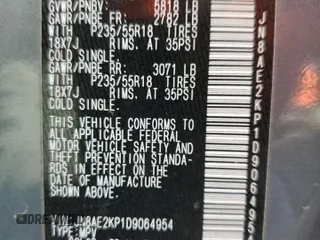 GVWR/PNBV: 5818 LB
GAWR/PNBE FR: 2782 LB
WITH P235/55R18 TIRES
18X7J RIMS. AT 35PSI
COLD SINGLE.
GAWR/PNBE RR: 3071 LB
WITH P235/55R18 TIRES
18X7J RIMS. AT 35PSI
COLD SINGLE.
THIS VEHICLE CONFORMS TO
ALL APPLICABLE FEDERAL
MOTOR VEHICLE SAFETY AND
THEFT PREVENTION STANDA-
RDS IN EFFECT ON THE
DATE OF MANUFACTURE
SHOWN ABOVE.
8AE2KP1D9064954
TYPE:MPV
JN8AE2KP1D906495